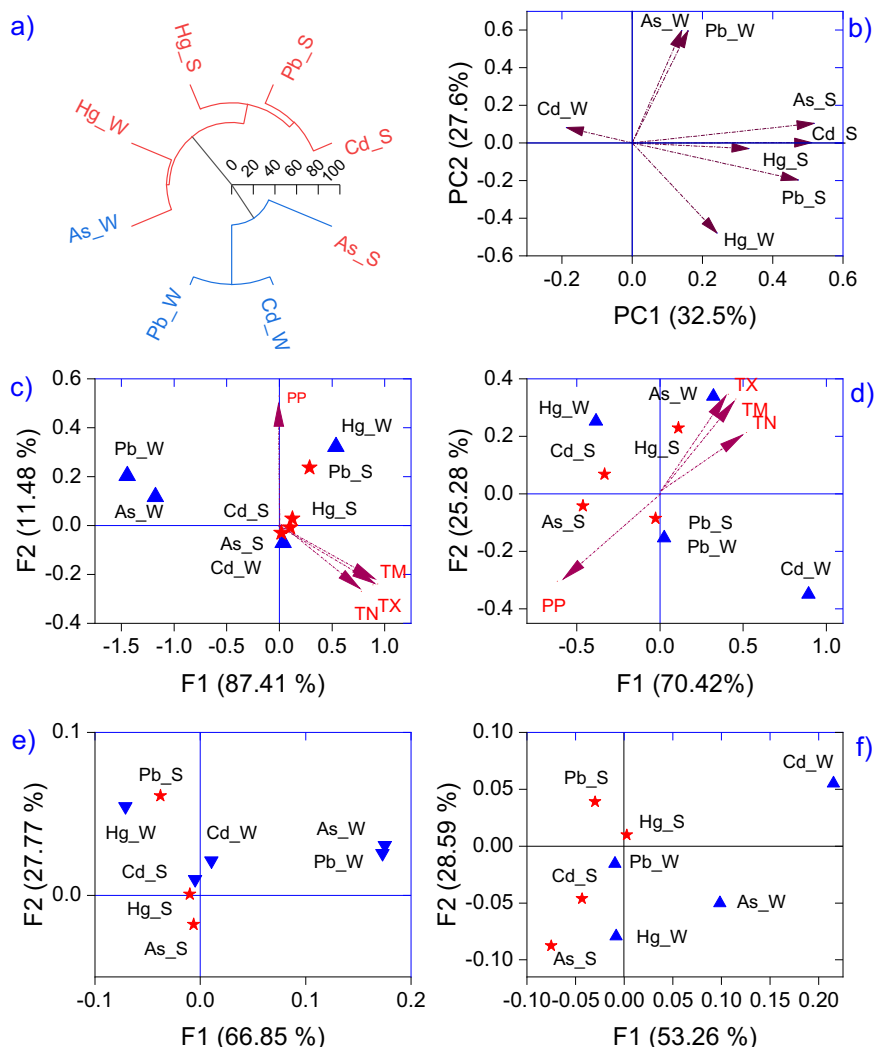 a)
Hg_S
Pb_S
Hg_W
Cd_S
0 20 40 60 80 100
As_W
As_S
Pb_W
Cd_W
b)
As_W
Pb_W
Cd_W
As_S
Cd_S
Hg_S
Pb_S
Hg_W
0.6
0.4
0.2
0.0
-0.2
-0.4
-0.6
PC2 (27.6%)
-0.2 0.0 0.2 0.4 0.6
PC1 (32.5%)
c)
0.6
0.4
0.2
0.0
-0.2
-0.4
F2 (11.48 %)
PP
Hg_W
Pb_W
Pb_S
As_W
Cd_S
Hg_S
As_S
Cd_W
TM
TN
TX
-1.5 -1.0 -0.5 0.0 0.5 1.0
F1 (87.41 %)
d)
0.4
0.2
0.0
-0.2
-0.4
F2 (25.28 %)
As_W
TX
Hg_W
TM
TN
Cd_S
Hg_S
As_S
Pb_S
Pb_W
Cd_W
PP
-0.5 0.0 0.5 1.0
F1 (70.42%)
e)
0.1
0.0
F2 (27.77 %)
Pb_S
Hg_W
Cd_W
As_W
Pb_W
Cd_S
Hg_S
As_S
-0.1 0.0 0.1 0.2
F1 (66.85 %)
f)
0.10
0.05
0.00
-0.05
-0.10
F2 (28.59 %)
Cd_W
Pb_S
Hg_S
Pb_W
Cd_S
As_W
Hg_W
As_S
-0.10 -0.05 0.00 0.05 0.10 0.15 0.20
F1 (53.26 %)